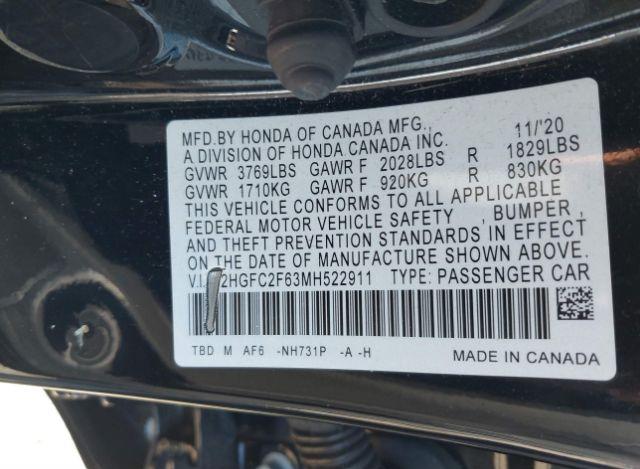 MFD.BY HONDA OF CANADA MFG., 11/'20
A DIVISION OF HONDA CANADA INC.
GVWR 3769LBS GAWR F 2028LBS R 1829LBS
GVWR 1710KG GAWR F 920KG R 830KG
THIS VEHICLE CONFORMS TO ALL APPLICABLE
FEDERAL MOTOR VEHICLE SAFETY , BUMPER ,
AND THEFT PREVENTION STANDARDS IN EFFECT
ON THE DATE OF MANUFACTURE SHOWN ABOVE.
V.I. 2HGFC2F63MH522911 TYPE: PASSENGER CAR
TBD M AF6 -NH731P -A -H MADE IN CANADA